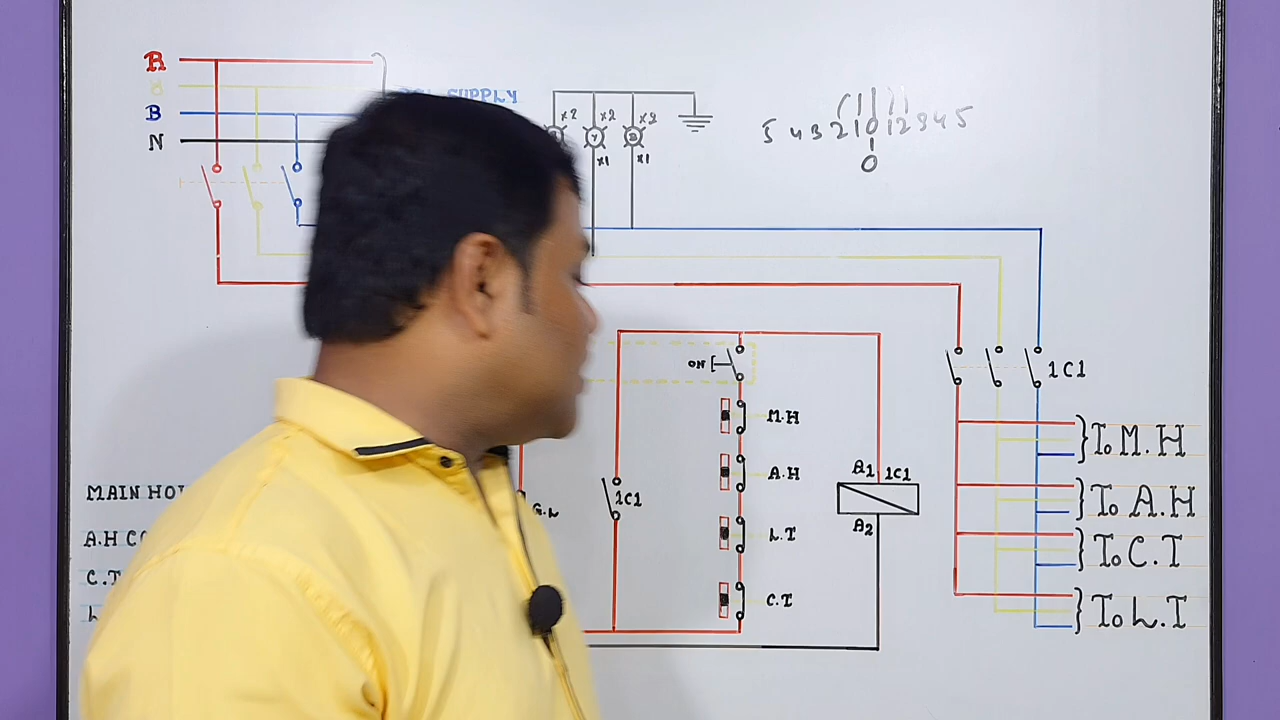 R
B
N
SUPPLY
x2
x2
x2
Y
B
x1
x1
5 4 3 2 1 0 1 2 3 4 5
0
1C1
ON
M.H
A.H
L.T
C.T
1C1
G.L
A1 1C1
A2
To M.H
To A.H
To C.T
To L.T
MAIN
A.H
C.T